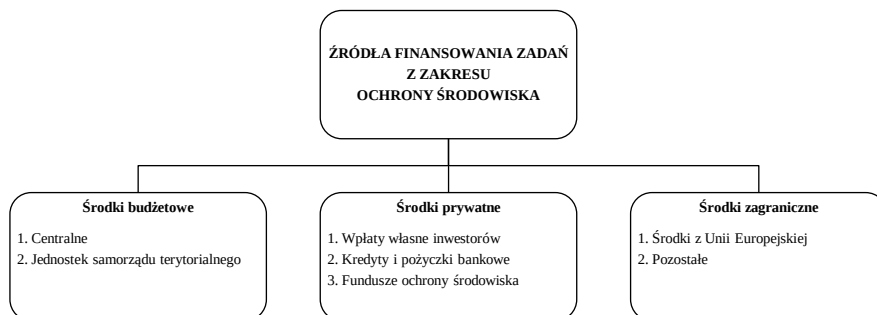 ŹRÓDŁA FINANSOWANIA ZADAŃ
Z ZAKRESU
OCHRONY ŚRODOWISKA
Środki budżetowe
1. Centralne
2. Jednostek samorządu terytorialnego
Środki prywatne
1. Wpłaty własne inwestorów
2. Kredyty i pożyczki bankowe
3. Fundusze ochrony środowiska
Środki zagraniczne
1. Środki z Unii Europejskiej
2. Pozostałe